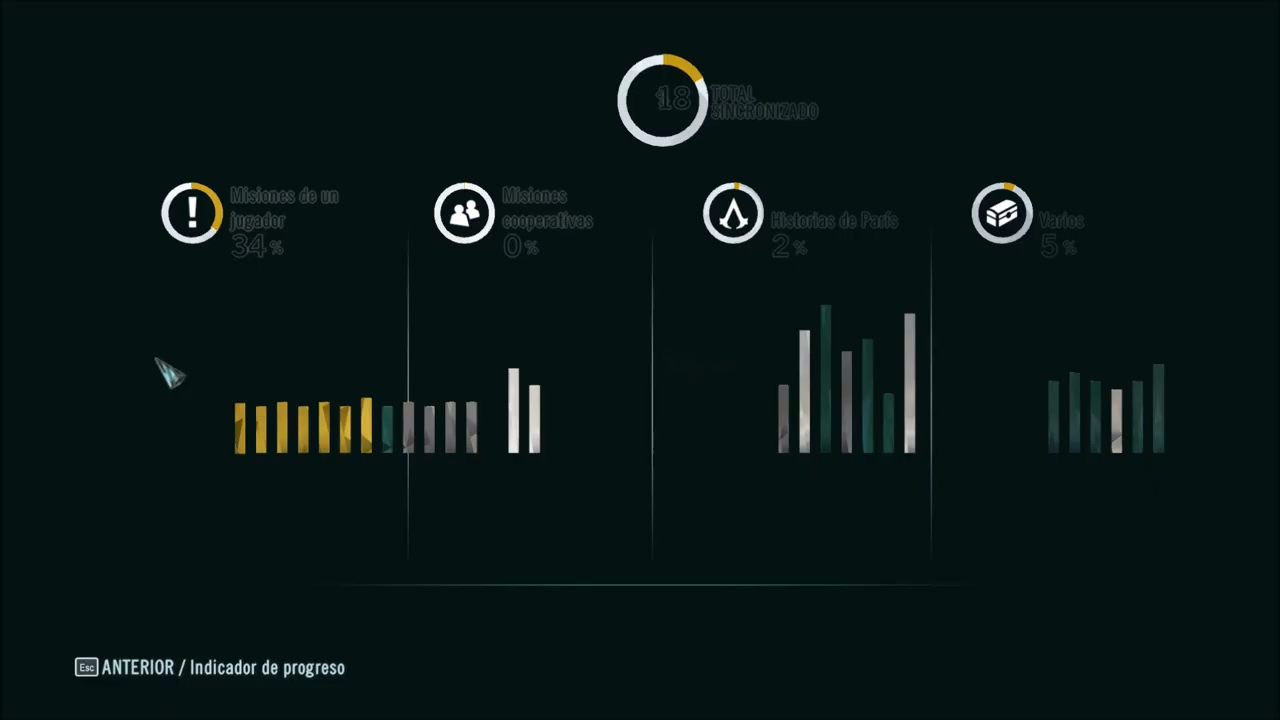 18
TOTAL
SINCRONIZADO
Misiones de un
jugador
34 %
Misiones
cooperativas
0 %
Historias de París
2 %
Varios
5 %
Esc ANTERIOR / Indicador de progreso